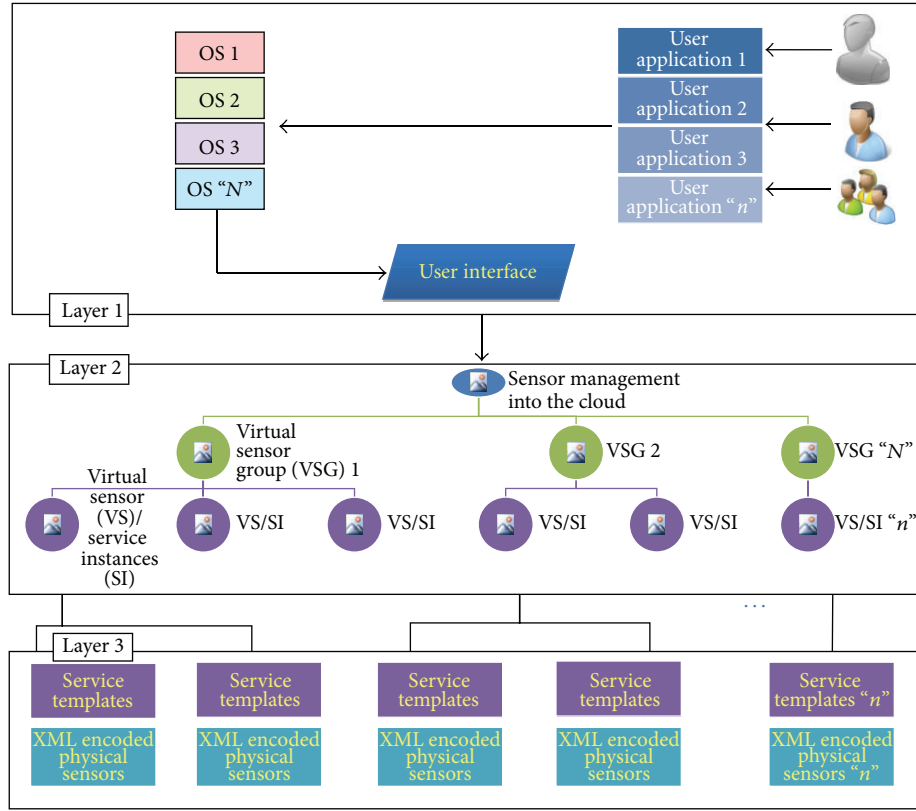 OS 1
OS 2
OS 3
OS “N”
User
application 1
User
application 2
User
application 3
User
application “n”
User interface
Layer 1
Layer 2
Sensor management
into the cloud
Virtual
sensor
group (VSG) 1
VSG 2
VSG “N”
Virtual
sensor
(VS)/
service
instances
(SI)
VS/SI
VS/SI
VS/SI
VS/SI
VS/SI “n”
...
Layer 3
Service
templates
Service
templates
Service
templates
Service
templates
Service
templates “n”
XML encoded
physical
sensors
XML encoded
physical
sensors
XML encoded
physical
sensors
XML encoded
physical
sensors
XML encoded
physical
sensors “n”